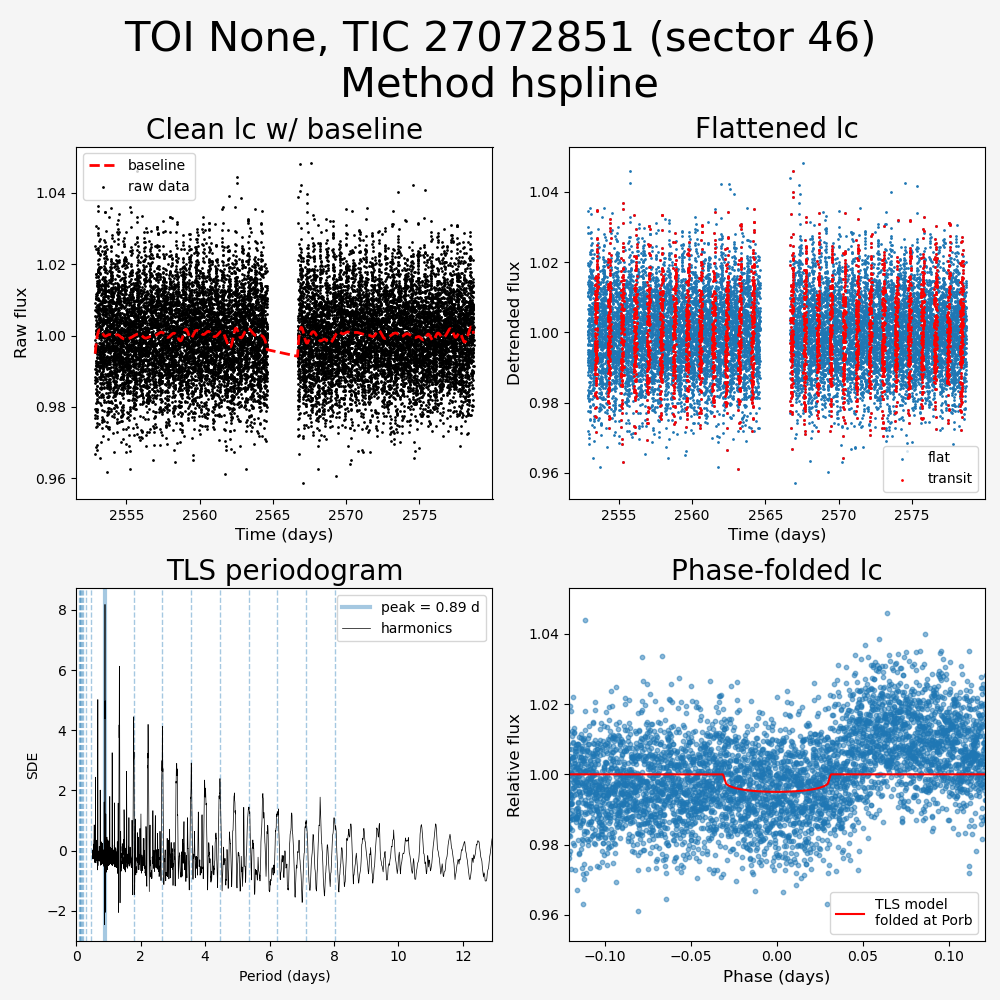 TOI None, TIC 27072851 (sector 46)
Method hspline
Clean lc w/ baseline
baseline
raw data
Raw flux
1.04
1.02
1.00
0.98
0.96
2555
2560
2565
2570
2575
Time (days)
Flattened lc
flat
transit
Detrended flux
1.04
1.02
1.00
0.98
0.96
2555
2560
2565
2570
2575
Time (days)
TLS periodogram
peak = 0.89 d
harmonics
SDE
8
6
4
2
0
−2
0
2
4
6
8
10
12
Period (days)
Phase-folded lc
TLS model
folded at Porb
Relative flux
1.04
1.02
1.00
0.98
0.96
−0.10
−0.05
0.00
0.05
0.10
Phase (days)